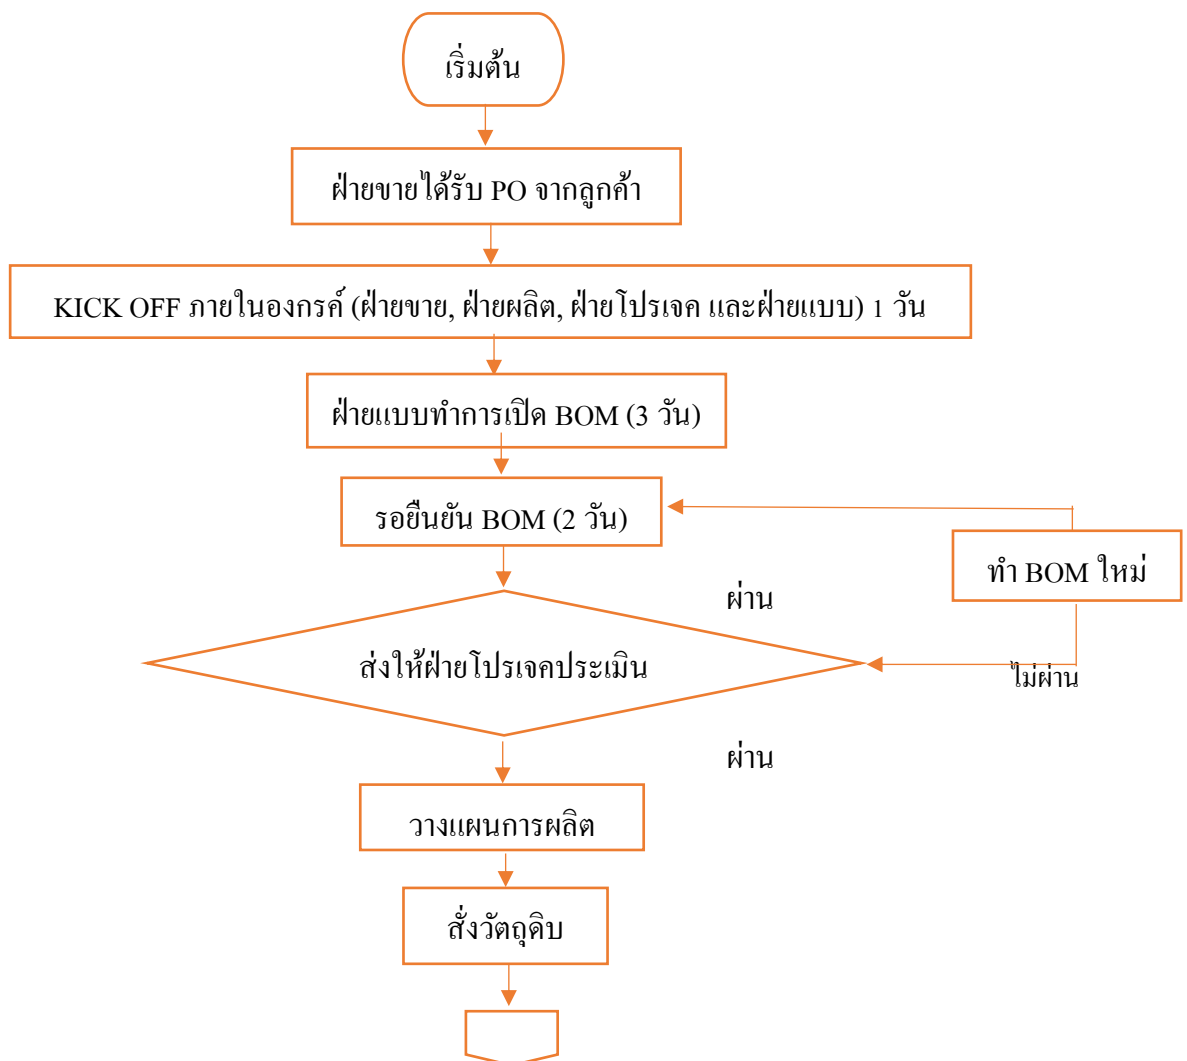 เริ่มต้น
ฝ่ายขายได้รับ PO จากลูกค้า
KICK OFF ภายในองกรค์ (ฝ่ายขาย, ฝ่ายผลิต, ฝ่ายโปรเจค และฝ่ายแบบ) 1 วัน
ฝ่ายแบบทำการเปิด BOM (3 วัน)
รอยืนยัน BOM (2 วัน)
ทำ BOM ใหม่
ผ่าน
ส่งให้ฝ่ายโปรเจคประเมิน
ไม่ผ่าน
ผ่าน
วางแผนการผลิต
สั่งวัตถุดิบ